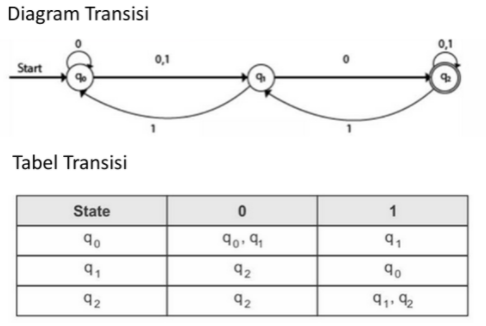 Diagram Transisi
0 0,1 0 0,1
Start q₀ q₁ q₂
1 1
Tabel Transisi
State 0 1
q₀ q₀, q₁ q₁
q₁ q₂ q₀
q₂ q₂ q₁, q₂